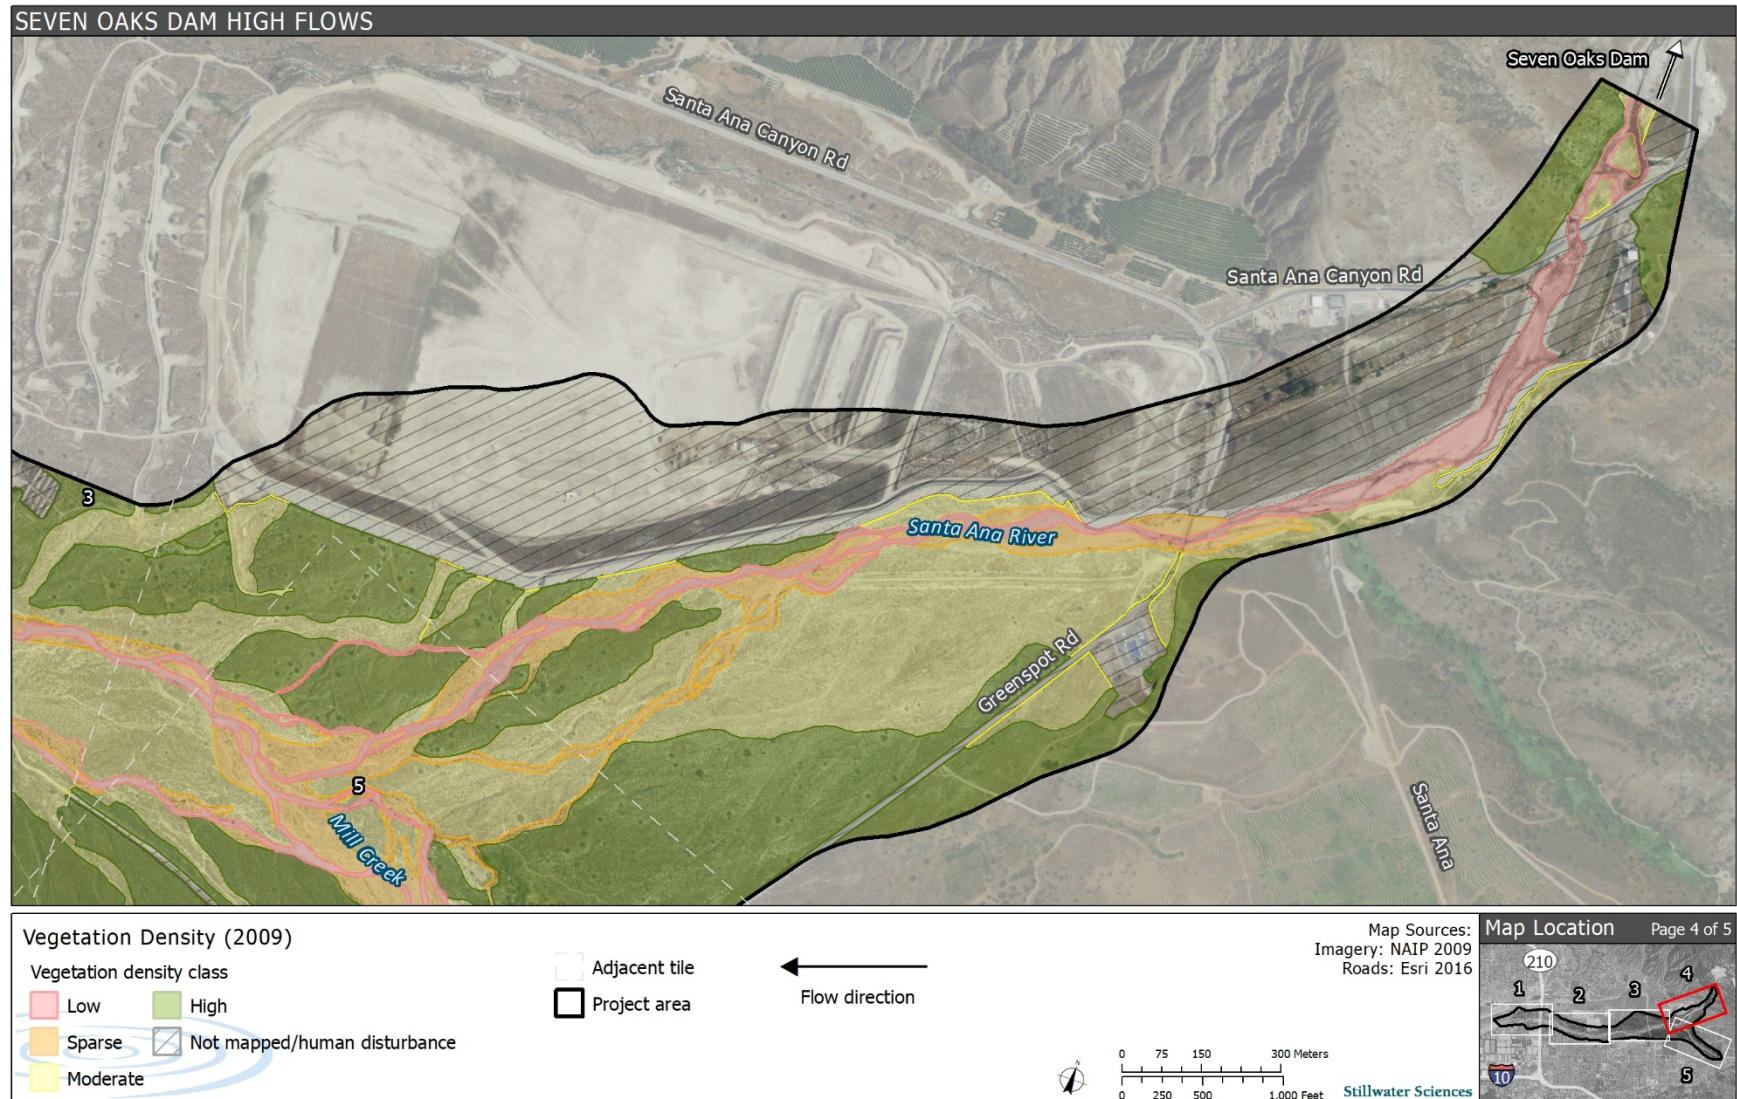 SEVEN OAKS DAM HIGH FLOWS
Seven Oaks Dam
Santa Ana Canyon Rd
Santa Ana Canyon Rd
3
Santa Ana River
Greenspot Rd
5
Mill Creek
Santa Ana
Vegetation Density (2009)
Vegetation density class
Low
High
Sparse
Not mapped/human disturbance
Moderate
Adjacent tile
Project area
Flow direction
Map Sources:
Imagery: NAIP 2009
Roads: Esri 2016
N
0 75 150 300 Meters
0 250 500 1,000 Feet
Stillwater Sciences
Map Location Page 4 of 5
210
1 2 3 4
5
10